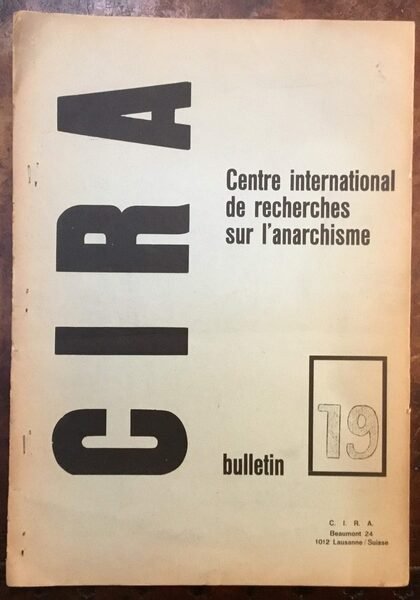 CIRA
Centre international
de recherches
sur l'anarchisme
bulletin
19
C. I. R. A.
Beaumont 24
1012 Lausanne/Suisse